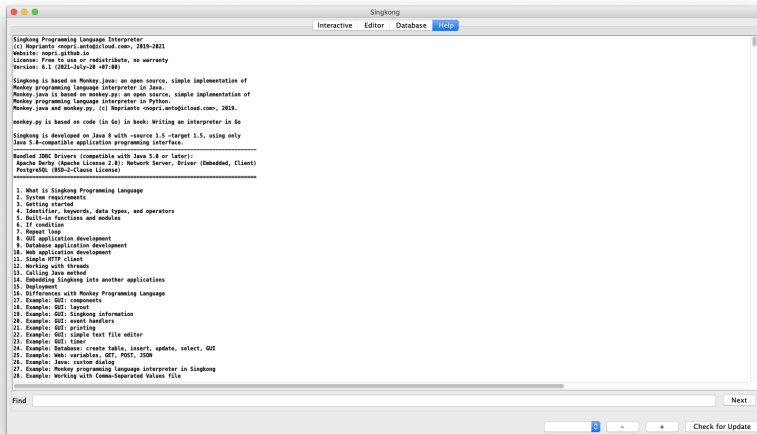 Singkong
Interactive Editor Database Help
Singkong Programming Language Interpreter
(c) Noprianto <nopri.anto@icloud.com>, 2019-2021
Website: nopri.github.io
License: Free to use or redistribute, no warranty
Version: 6.1 (2021-July-20 +07:00)
Singkong is based on Monkey.java: an open source, simple implementation of
Monkey programming language interpreter in Java.
Monkey.java is based on monkey.py: an open source, simple implementation of
Monkey programming language interpreter in Python.
Monkey.java and monkey.py, (c) Noprianto <nopri.anto@icloud.com>, 2019.
monkey.py is based on code (in Go) in book: Writing an interpreter in Go
Singkong is developed on Java 8 with -source 1.5 -target 1.5, using only
Java 5.0-compatible application programming interface.
===========================================================================
Bundled JDBC Drivers (compatible with Java 5.0 or later):
Apache Derby (Apache License 2.0): Network Server, Driver (Embedded, Client)
PostgreSQL (BSD-2-Clause License)
===========================================================================
1. What is Singkong Programming Language
2. System requirements
3. Getting started
4. Identifier, keywords, data types, and operators
5. Built-in functions and modules
6. If condition
7. Repeat loop
8. GUI application development
9. Database application development
10. Web application development
11. Simple HTTP client
12. Working with threads
13. Calling Java method
14. Embedding Singkong into another applications
15. Deployment
16. Differences with Monkey Programming Language
17. Example: GUI: components
18. Example: GUI: layout
19. Example: GUI: Singkong information
20. Example: GUI: event handlers
21. Example: GUI: printing
22. Example: GUI: simple text file editor
23. Example: GUI: timer
24. Example: Database: create table, insert, update, select, GUI
25. Example: Web: variables, GET, POST, JSON
26. Example: Java: custom dialog
27. Example: Monkey programming language interpreter in Singkong
28. Example: Working with Comma-Separated Values file
Find Next
- + Check for Update